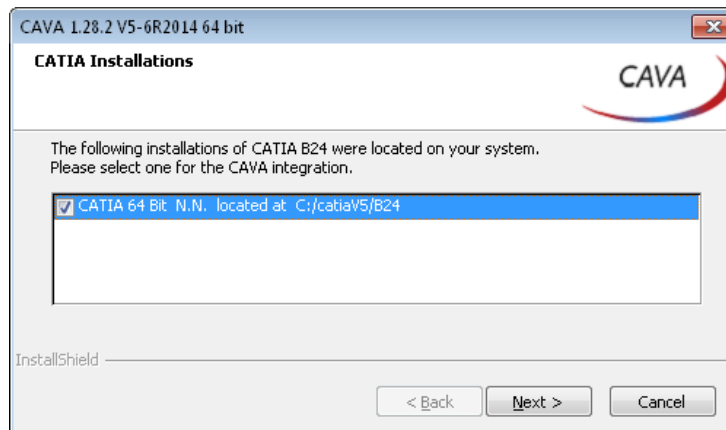 CAVA 1.28.2 V5-6R2014 64 bit
CATIA Installations
CAVA
The following installations of CATIA B24 were located on your system.
Please select one for the CAVA integration.
CATIA 64 Bit N.N. located at C:/catiaV5/B24
InstallShield
< Back
Next >
Cancel